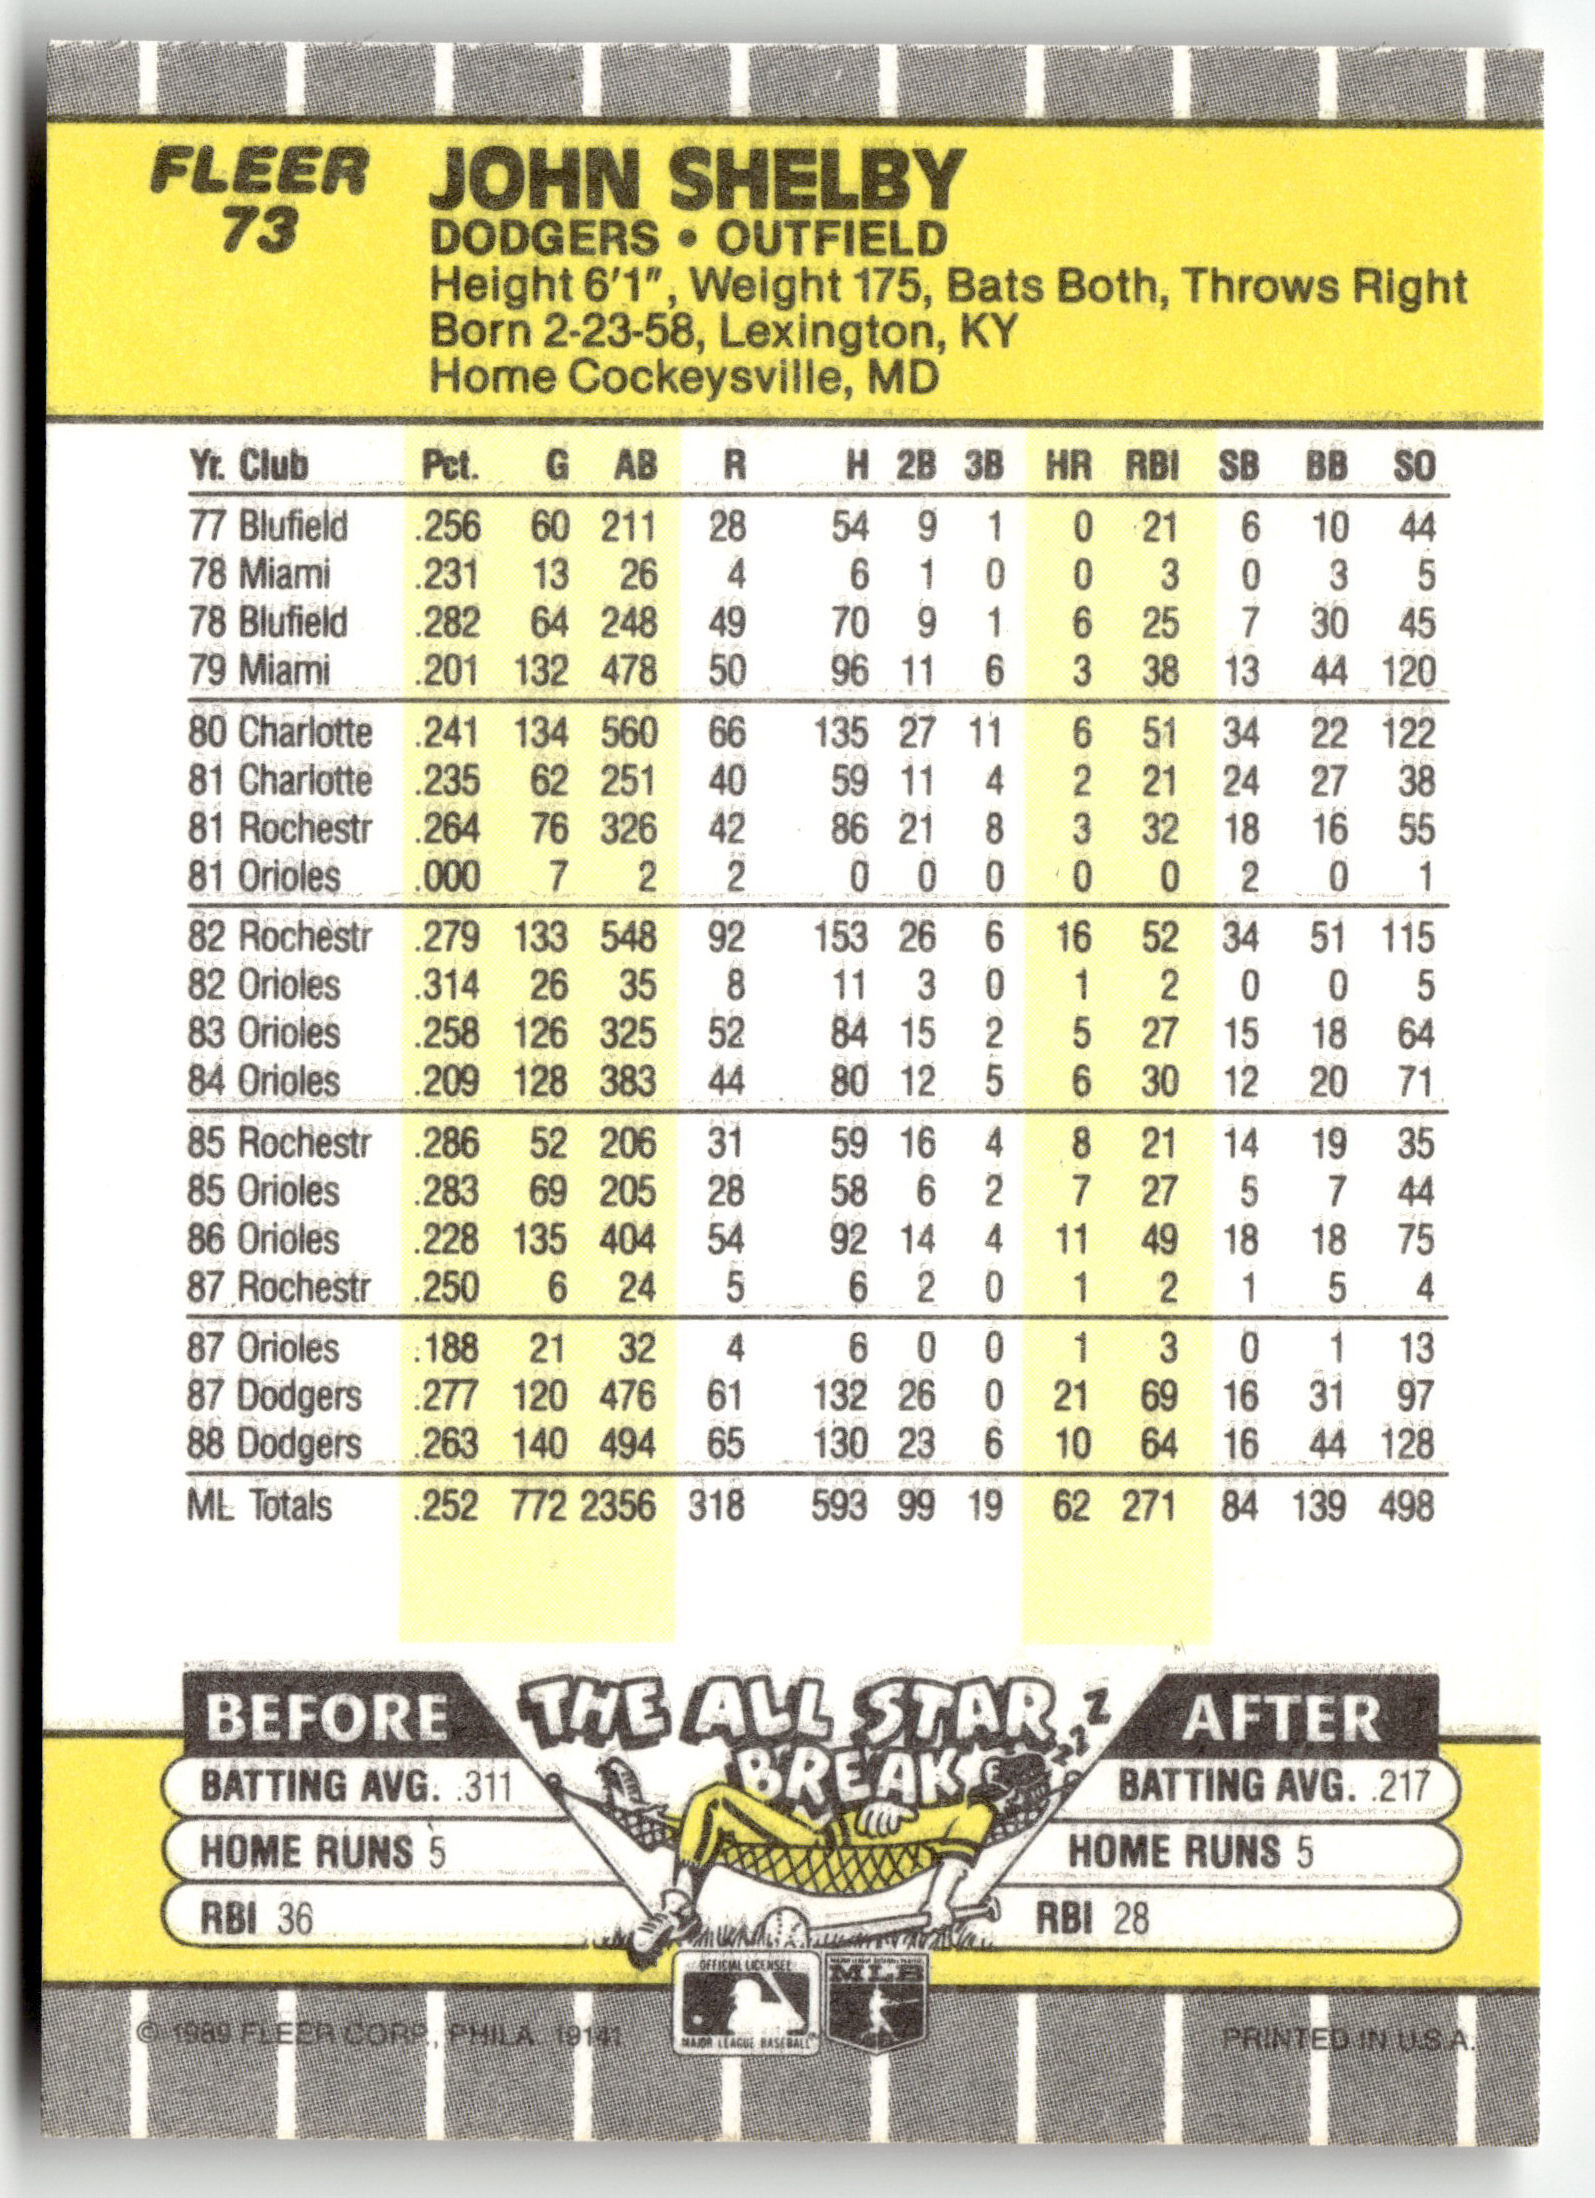 FLEER
73
JOHN SHELBY
DODGERS • OUTFIELD
Height 6'1", Weight 175, Bats Both, Throws Right
Born 2-23-58, Lexington, KY
Home Cockeysville, MD
Yr. Club Pct. G AB R H 2B 3B HR RBI SB BB SO
77 Blufield .256 60 211 28 54 9 1 0 21 6 10 44
78 Miami .231 13 26 4 6 1 0 0 3 0 3 5
78 Blufield .282 64 248 49 70 9 1 6 25 7 30 45
79 Miami .201 132 478 50 96 11 6 3 38 13 44 120
80 Charlotte .241 134 560 66 135 27 11 6 51 34 22 122
81 Charlotte .235 62 251 40 59 11 4 2 21 24 27 38
81 Rochestr .264 76 326 42 86 21 8 3 32 18 16 55
81 Orioles .000 7 2 2 0 0 0 0 0 2 0 1
82 Rochestr .279 133 548 92 153 26 6 16 52 34 51 115
82 Orioles .314 26 35 8 11 3 0 1 2 0 0 5
83 Orioles .258 126 325 52 84 15 2 5 27 15 18 64
84 Orioles .209 128 383 44 80 12 5 6 30 12 20 71
85 Rochestr .286 52 206 31 59 16 4 8 21 14 19 35
85 Orioles .283 69 205 28 58 6 2 7 27 5 7 44
86 Orioles .228 135 404 54 92 14 4 11 49 18 18 75
87 Rochestr .250 6 24 5 6 2 0 1 2 1 5 4
87 Orioles .188 21 32 4 6 0 0 1 3 0 1 13
87 Dodgers .277 120 476 61 132 26 0 21 69 16 31 97
88 Dodgers .263 140 494 65 130 23 6 10 64 16 44 128
ML Totals .252 772 2356 318 593 99 19 62 271 84 139 498
BEFORE THE ALL STAR BREAK zzZZ AFTER
BATTING AVG. .311 BATTING AVG. .217
HOME RUNS 5 HOME RUNS 5
RBI 36 RBI 28
OFFICIAL LICENSEE
MAJOR LEAGUE BASEBALL
MLB
© 1989 FLEER CORP., PHILA. 19141 PRINTED IN U.S.A.